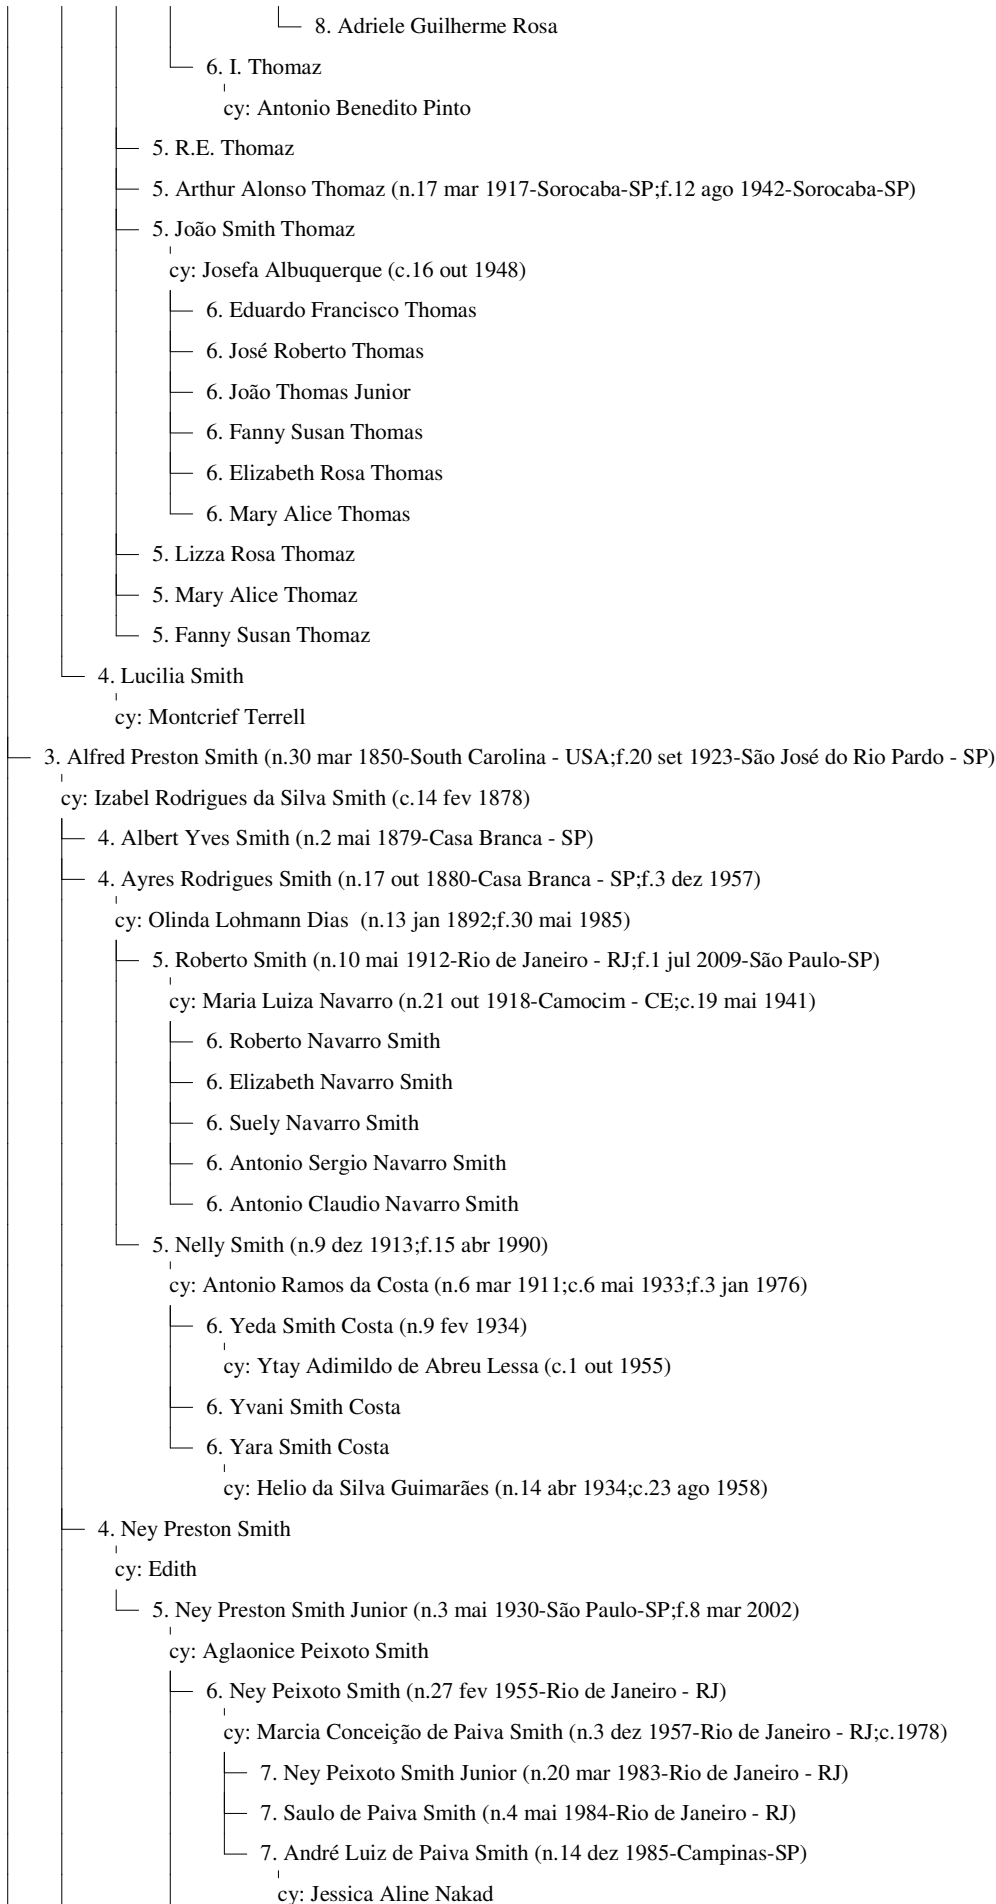 8. Adriele Guilherme Rosa
6. I. Thomaz
cy: Antonio Benedito Pinto
5. R.E. Thomaz
5. Arthur Alonso Thomaz (n.17 mar 1917-Sorocaba-SP;f.12 ago 1942-Sorocaba-SP)
5. João Smith Thomaz
cy: Josefa Albuquerque (c.16 out 1948)
6. Eduardo Francisco Thomas
6. José Roberto Thomas
6. João Thomas Junior
6. Fanny Susan Thomas
6. Elizabeth Rosa Thomas
6. Mary Alice Thomas
5. Lizza Rosa Thomaz
5. Mary Alice Thomaz
5. Fanny Susan Thomaz
4. Lucilia Smith
cy: Montcrief Terrell
3. Alfred Preston Smith (n.30 mar 1850-South Carolina - USA;f.20 set 1923-São José do Rio Pardo - SP)
cy: Izabel Rodrigues da Silva Smith (c.14 fev 1878)
4. Albert Yves Smith (n.2 mai 1879-Casa Branca - SP)
4. Ayres Rodrigues Smith (n.17 out 1880-Casa Branca - SP;f.3 dez 1957)
cy: Olinda Lohmann Dias  (n.13 jan 1892;f.30 mai 1985)
5. Roberto Smith (n.10 mai 1912-Rio de Janeiro - RJ;f.1 jul 2009-São Paulo-SP)
cy: Maria Luiza Navarro (n.21 out 1918-Camocim - CE;c.19 mai 1941)
6. Roberto Navarro Smith
6. Elizabeth Navarro Smith
6. Suely Navarro Smith
6. Antonio Sergio Navarro Smith
6. Antonio Claudio Navarro Smith
5. Nelly Smith (n.9 dez 1913;f.15 abr 1990)
cy: Antonio Ramos da Costa (n.6 mar 1911;c.6 mai 1933;f.3 jan 1976)
6. Yeda Smith Costa (n.9 fev 1934)
cy: Ytay Adimildo de Abreu Lessa (c.1 out 1955)
6. Yvani Smith Costa
6. Yara Smith Costa
cy: Helio da Silva Guimarães (n.14 abr 1934;c.23 ago 1958)
4. Ney Preston Smith
cy: Edith
5. Ney Preston Smith Junior (n.3 mai 1930-São Paulo-SP;f.8 mar 2002)
cy: Aglaonice Peixoto Smith
6. Ney Peixoto Smith (n.27 fev 1955-Rio de Janeiro - RJ)
cy: Marcia Conceição de Paiva Smith (n.3 dez 1957-Rio de Janeiro - RJ;c.1978)
7. Ney Peixoto Smith Junior (n.20 mar 1983-Rio de Janeiro - RJ)
7. Saulo de Paiva Smith (n.4 mai 1984-Rio de Janeiro - RJ)
7. André Luiz de Paiva Smith (n.14 dez 1985-Campinas-SP)
cy: Jessica Aline Nakad